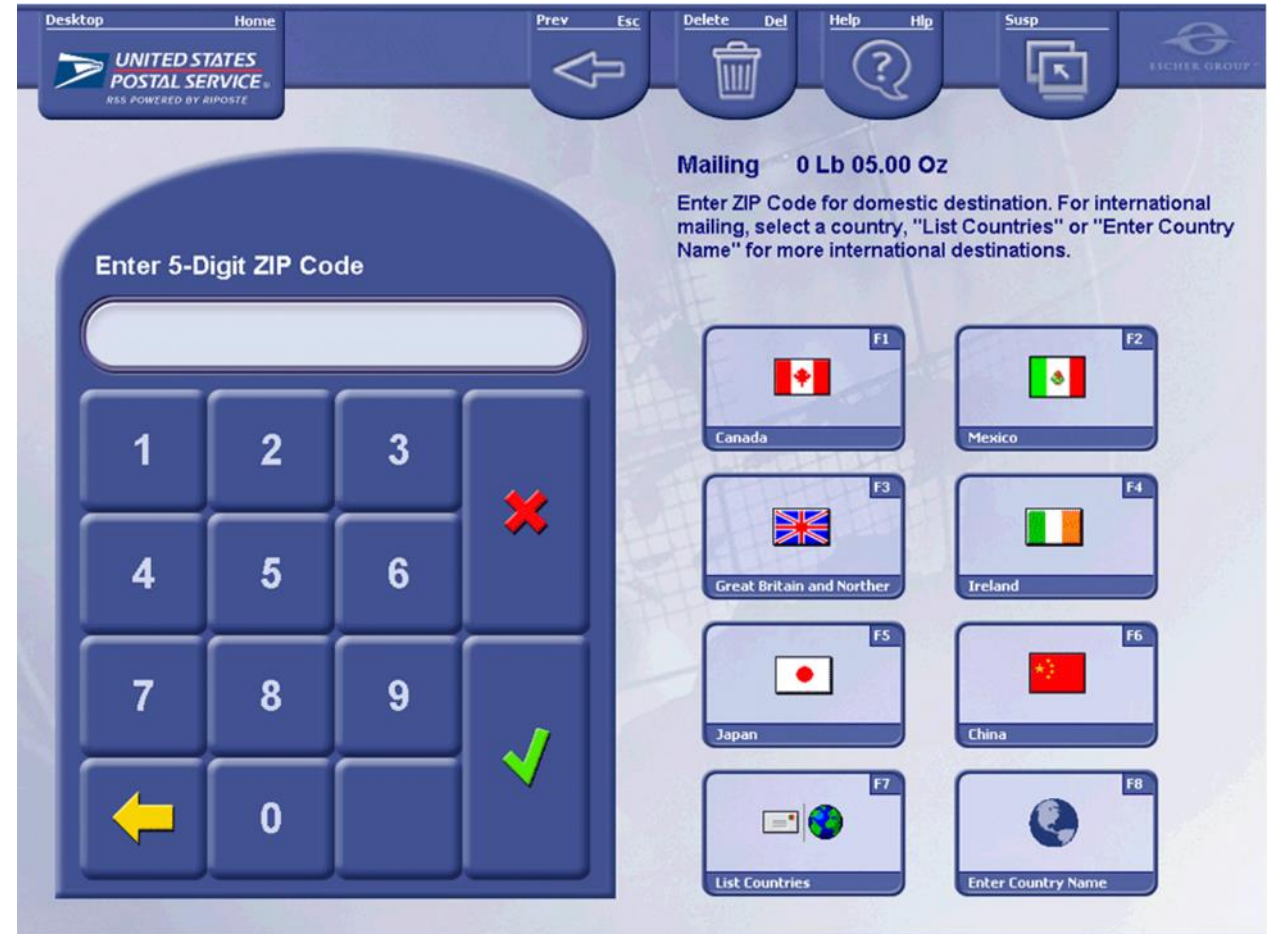 Desktop Home
Prev Esc
Delete Del
Help Hlp
Susp
UNITED STATES
POSTAL SERVICE®
RSS POWERED BY RIPOSTE
ESCHER GROUP™
Mailing 0 Lb 05.00 Oz
Enter ZIP Code for domestic destination. For international
mailing, select a country, "List Countries" or "Enter Country
Name" for more international destinations.
Enter 5-Digit ZIP Code
1 2 3
4 5 6
7 8 9
0
F1
Canada
F2
Mexico
F3
Great Britain and Norther
F4
Ireland
F5
Japan
F6
China
F7
List Countries
F8
Enter Country Name